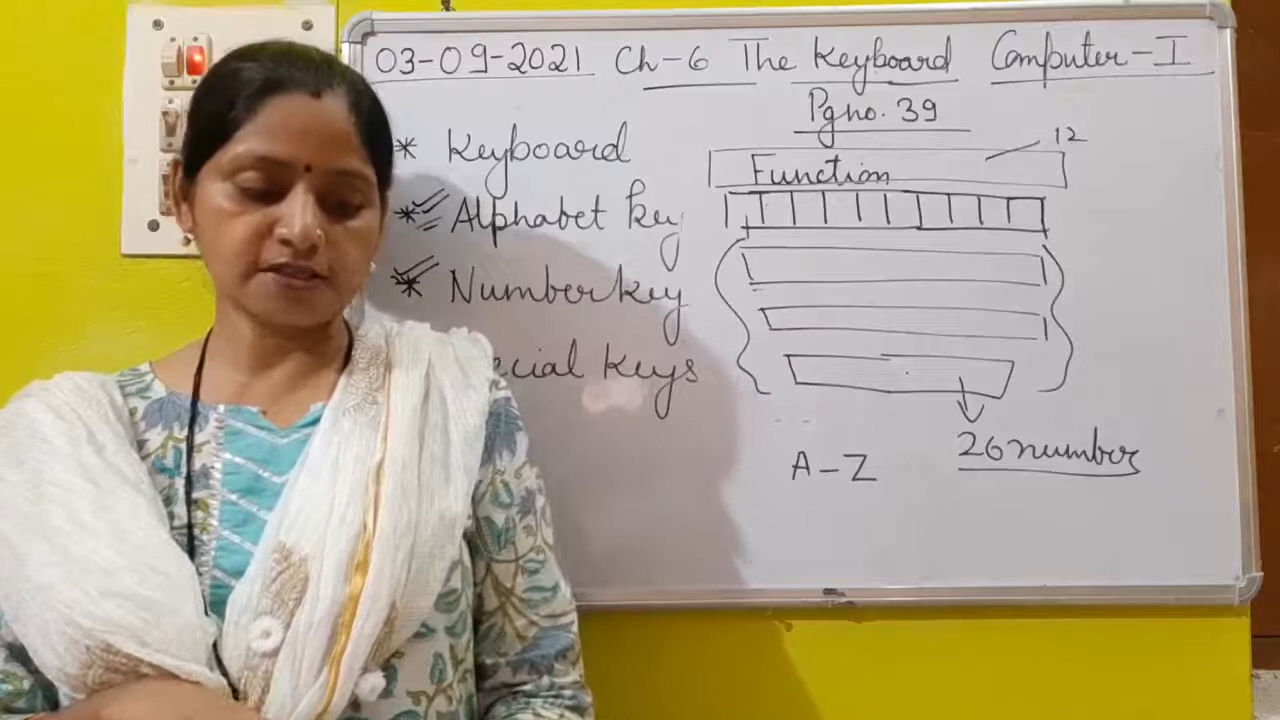 03-09-2021 Ch-6 The Keyboard Computer-I
Pg no. 39
* Keyboard
* Alphabet key
* Number key
ecial Keys
12
Function
A-Z
26 number